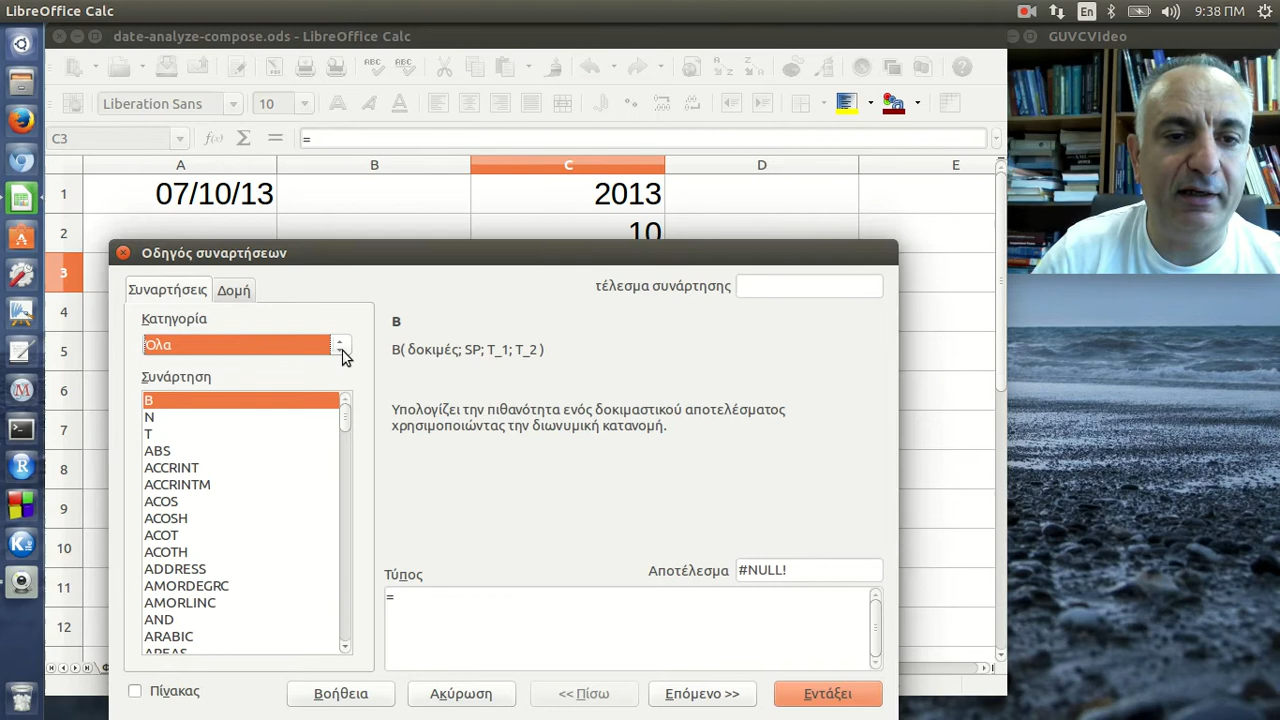 LibreOffice Calc
En
9:38 ΠΜ
date-analyze-compose.ods - LibreOffice Calc
GUVCVIdeo
Liberation Sans
10
C3
f(x)
Σ
=
=
A
B
C
D
E
1
07/10/13
2013
2
10
3
Οδηγός συναρτήσεων
Συναρτήσεις
Δομή
τέλεσμα συνάρτησης
Κατηγορία
B
4
Όλα
B( δοκιμές; SP; T_1; T_2 )
5
Συνάρτηση
6
B
Υπολογίζει την πιθανότητα ενός δοκιμαστικού αποτελέσματος
N
χρησιμοποιώντας την διωνυμική κατανομή.
7
T
ABS
8
ACCRINT
ACCRINTM
9
ACOS
ACOSH
10
ACOT
ACOTH
ADDRESS
Τύπος
Αποτέλεσμα
#NULL!
11
AMORDEGRC
=
AMORLINC
12
AND
ARABIC
AREAS
Πίνακας
Βοήθεια
Ακύρωση
<< Πίσω
Επόμενο >>
Εντάξει